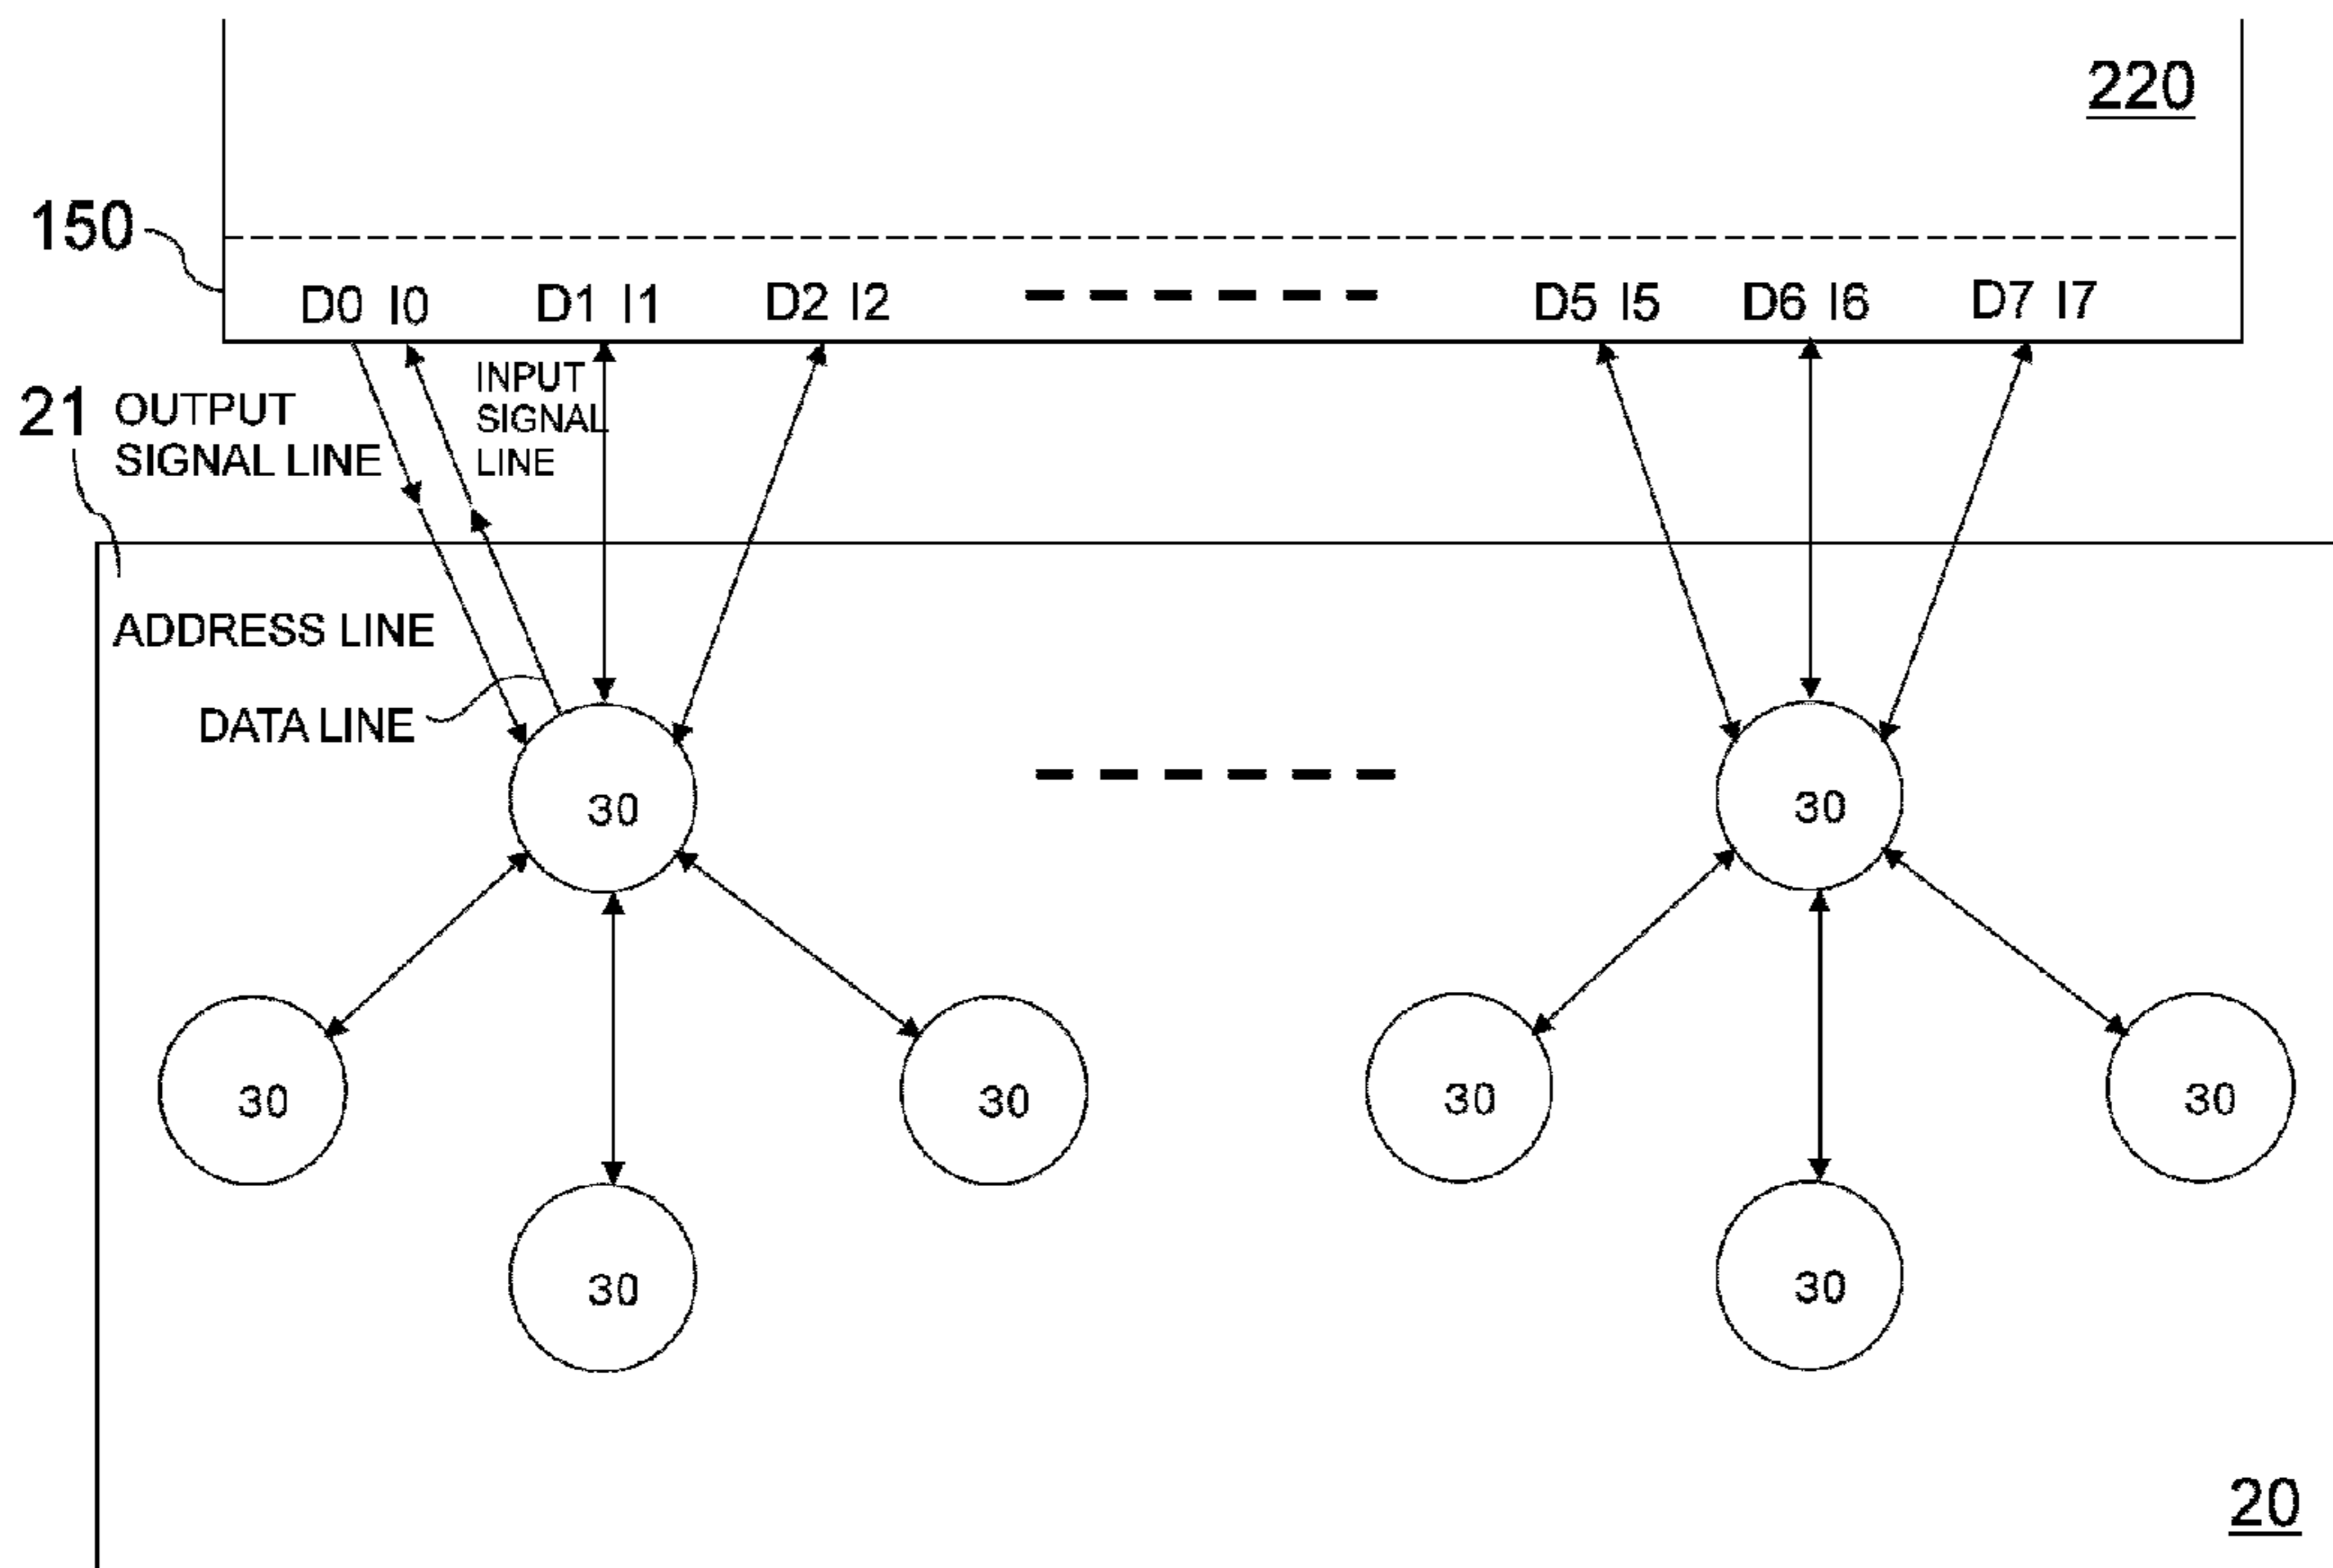 220
150
D0 I0 D1 I1 D2 I2 D5 I5 D6 I6 D7 I7
21
OUTPUT
SIGNAL LINE
INPUT
SIGNAL
LINE
ADDRESS LINE
DATA LINE
30 30
30 30 30 30
30 30
20